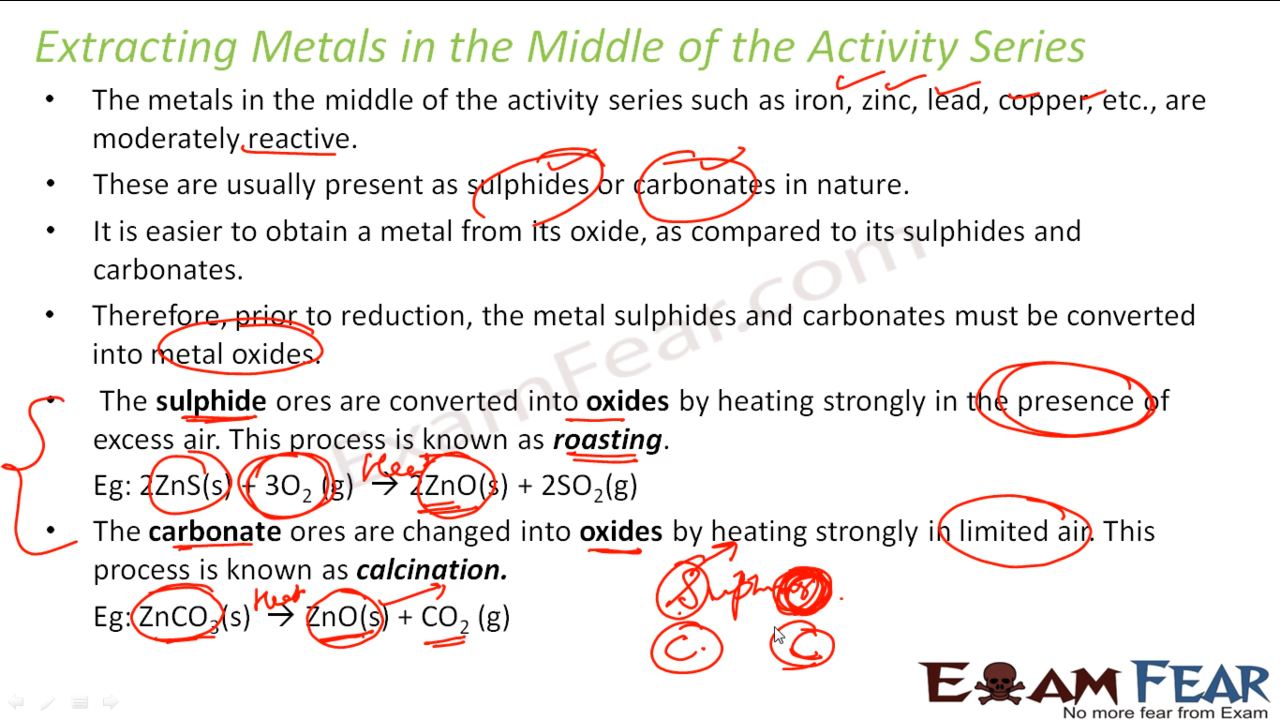 Extracting Metals in the Middle of the Activity Series
• The metals in the middle of the activity series such as iron, zinc, lead, copper, etc., are
moderately reactive.
• These are usually present as sulphides or carbonates in nature.
• It is easier to obtain a metal from its oxide, as compared to its sulphides and
carbonates.
• Therefore, prior to reduction, the metal sulphides and carbonates must be converted
into metal oxides.
• The sulphide ores are converted into oxides by heating strongly in the presence of
excess air. This process is known as roasting.
Heat
Eg: 2ZnS(s) + 3O₂ (g) → 2ZnO(s) + 2SO₂(g)
• The carbonate ores are changed into oxides by heating strongly in limited air. This
process is known as calcination.
Heat
Eg: ZnCO₃(s) → ZnO(s) + CO₂ (g)
C. C
ExamFear.com
EXAM FEAR
No more fear from Exam